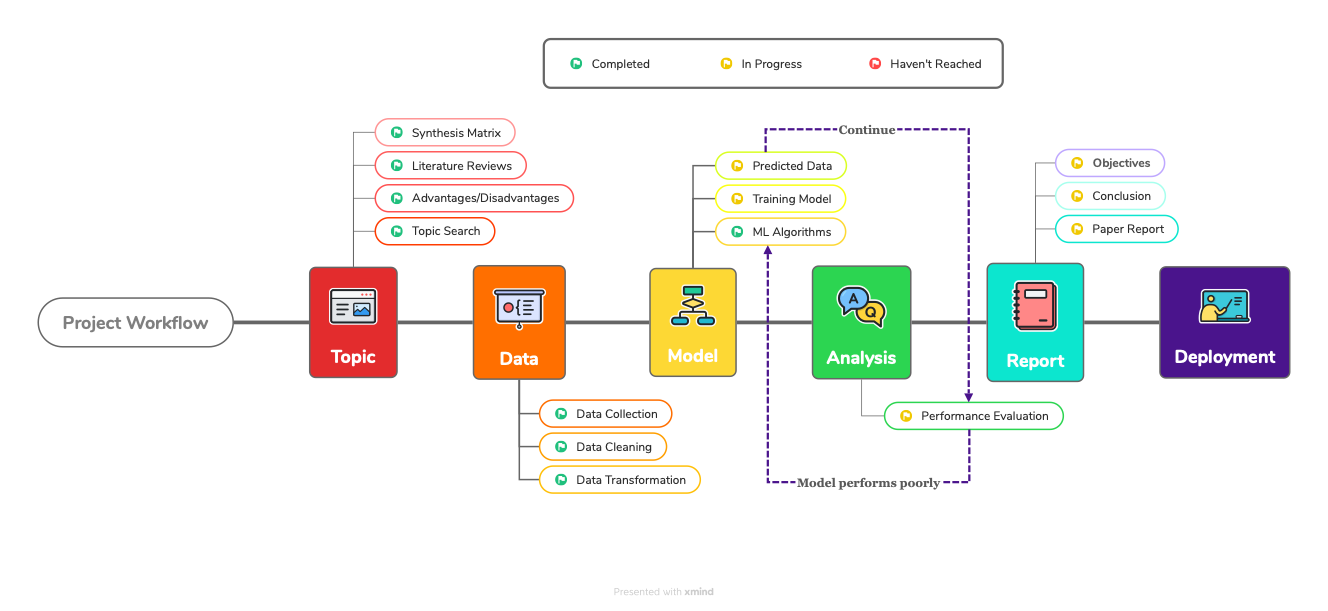 Completed
In Progress
Haven't Reached
Synthesis Matrix
Literature Reviews
Advantages/Disadvantages
Topic Search
Continue
Predicted Data
Training Model
ML Algorithms
Objectives
Conclusion
Paper Report
Project Workflow
Topic
Data
Model
A
Q
Analysis
Report
Deployment
Data Collection
Data Cleaning
Data Transformation
Performance Evaluation
Model performs poorly
Presented with xmind